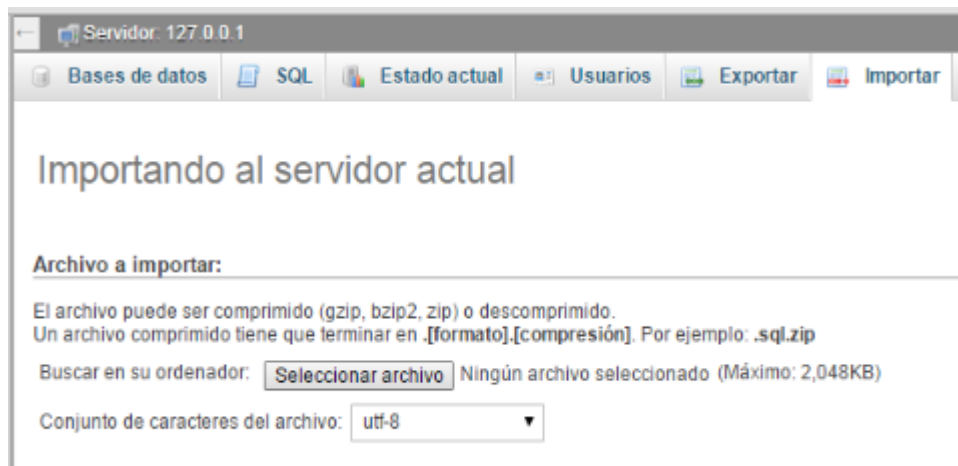 Servidor: 127.0.0.1
Bases de datos SQL Estado actual Usuarios Exportar Importar
Importando al servidor actual
Archivo a importar:
El archivo puede ser comprimido (gzip, bzip2, zip) o descomprimido.
Un archivo comprimido tiene que terminar en .[formato].[compresión]. Por ejemplo: .sql.zip
Buscar en su ordenador: Seleccionar archivo Ningún archivo seleccionado (Máximo: 2,048KB)
Conjunto de caracteres del archivo: utf-8